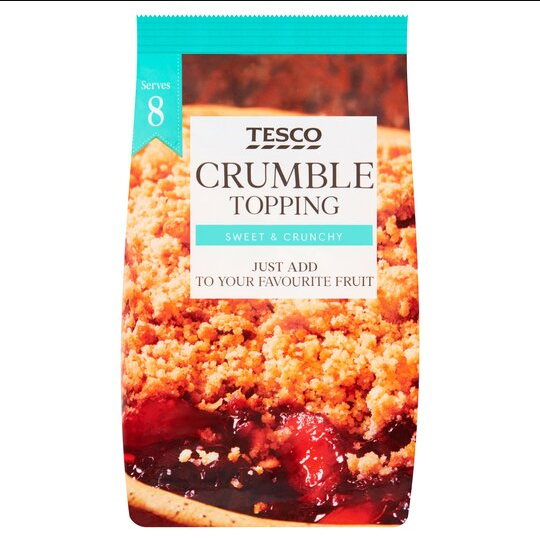 Serves
8
TESCO
CRUMBLE
TOPPING
SWEET & CRUNCHY
JUST ADD
TO YOUR FAVOURITE FRUIT